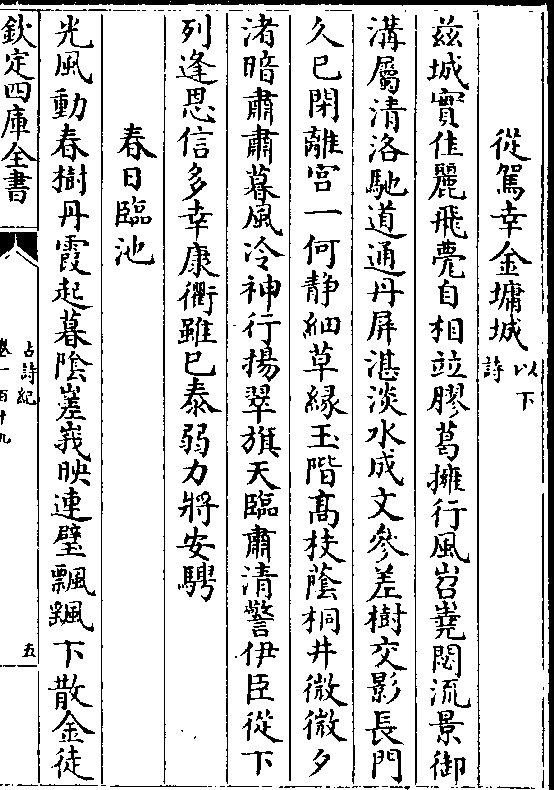 從駕幸金墉城以下詩
茲城實佳麗飛甍自相竝膠葛擁行風岧嶤閟流景御
溝屬清洛馳道通丹屏湛淡水成文參差樹交影長門
久已閉離宫一何静細草緣玉階髙枝蔭桐井微微夕
渚暗肅肅暮風冷神行揚翠旗天臨肅清警伊臣從下
列逢恩信多幸康衢雖已泰弱力將安騁
春日臨池
光風動春樹丹霞起暮陰嵳峩映連璧飄颻下散金徒
欽定四庫全書
古詩紀
卷一百十九
五